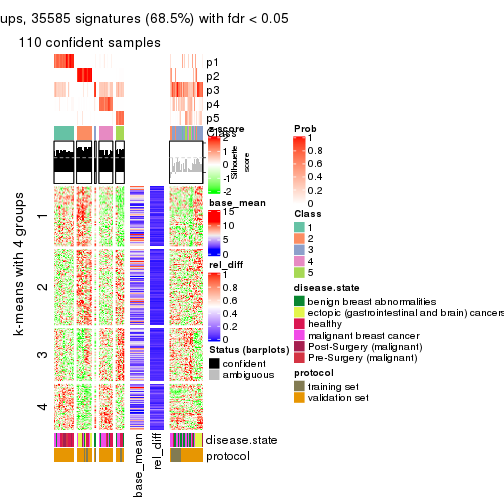 ups, 35585 signatures (68.5%) with fdr < 0.05
110 confident samples
p1
p2
p3
p4
p5
Class
Silhouette
score
1
2
3
4
k-means with 4 groups
disease.state
protocol
base_mean
rel_diff
z-score
2
1
0
-1
-2
base_mean
15
10
5
0
rel_diff
1
0.8
0.6
0.4
0.2
0
Status (barplots)
confident
ambiguous
Prob
1
0.8
0.6
0.4
0.2
0
Class
1
2
3
4
5
disease.state
benign breast abnormalities
ectopic (gastrointestinal and brain) cancers
healthy
malignant breast cancer
Post-Surgery (malignant)
Pre-Surgery (malignant)
protocol
training set
validation set